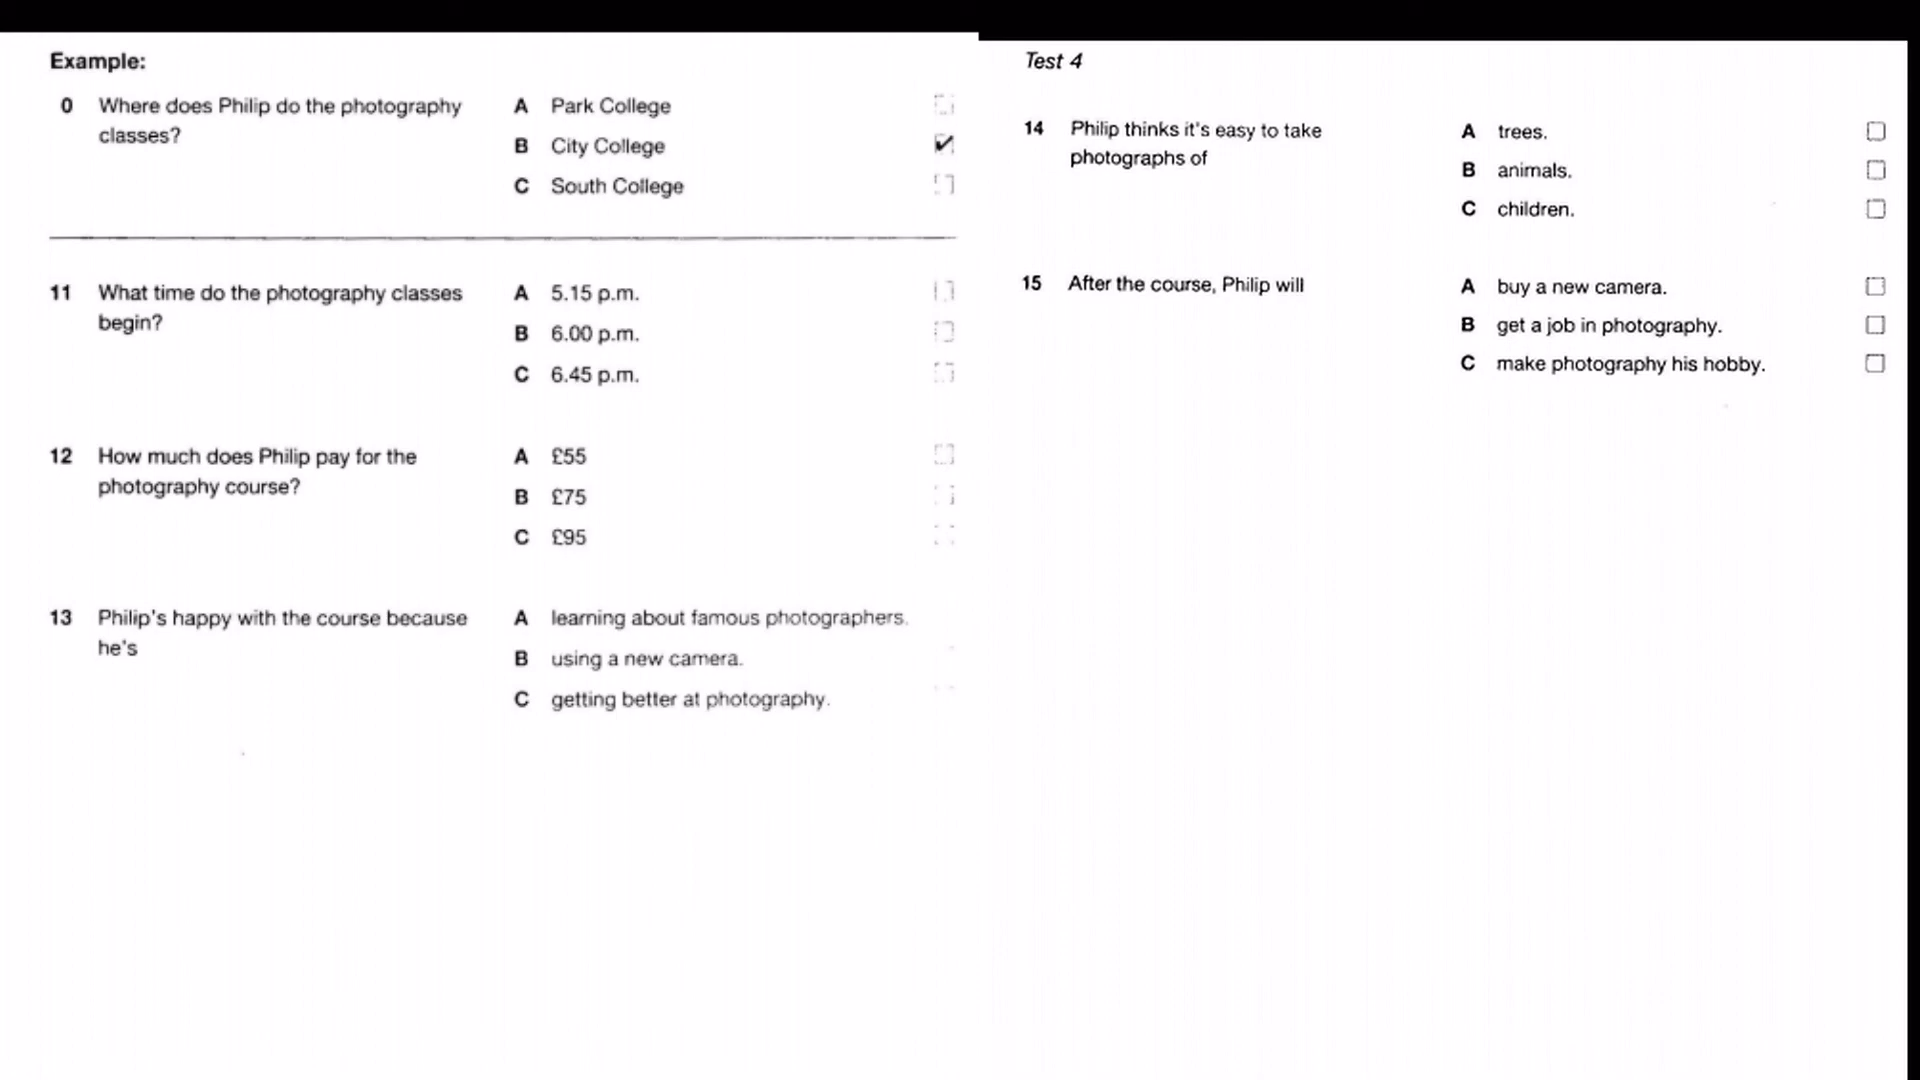 Example:
0 Where does Philip do the photography
classes?
A Park College
B City College
C South College
11 What time do the photography classes
begin?
A 5.15 p.m.
B 6.00 p.m.
C 6.45 p.m.
12 How much does Philip pay for the
photography course?
A £55
B £75
C £95
13 Philip's happy with the course because
he's
A learning about famous photographers.
B using a new camera.
C getting better at photography.
Test 4
14 Philip thinks it's easy to take
photographs of
A trees.
B animals.
C children.
15 After the course, Philip will
A buy a new camera.
B get a job in photography.
C make photography his hobby.